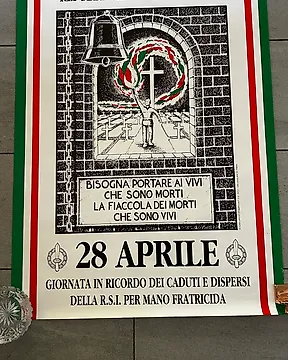 BISOGNA PORTARE AI VIVI
CHE SONO MORTI
LA FIACCOLA DEI MORTI
CHE SONO VIVI
28 APRILE
GIORNATA IN RICORDO DEI CADUTI E DISPERSI
DELLA R.S.I. PER MANO FRATRICIDA